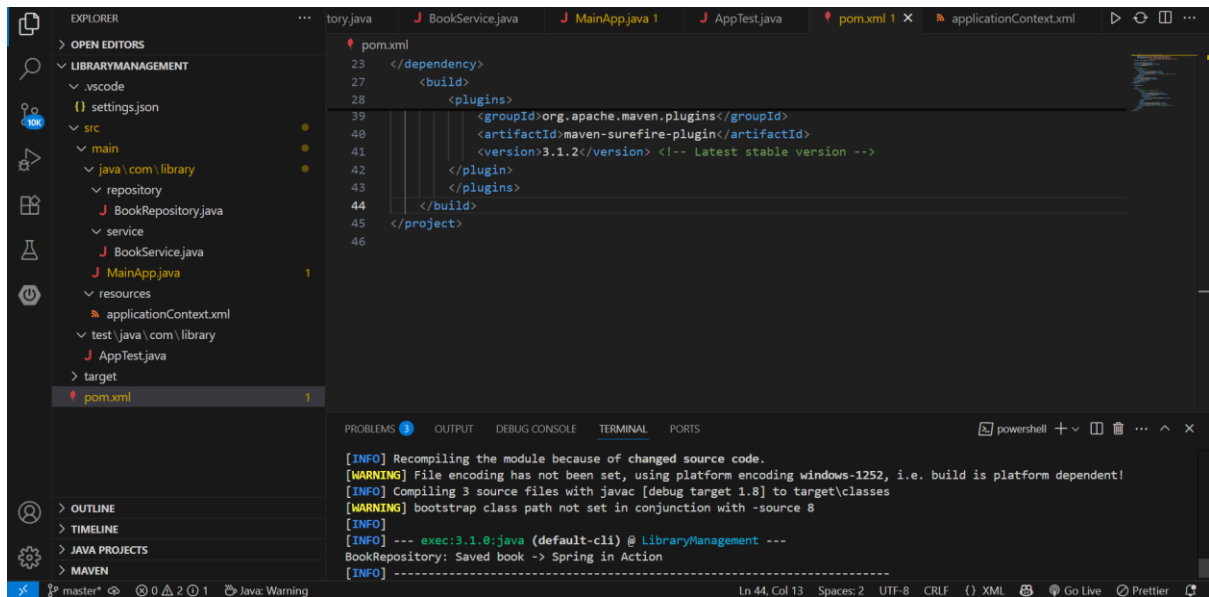 EXPLORER
tory.java
BookService.java
MainApp.java 1
AppTest.java
pom.xml 1
applicationContext.xml
OPEN EDITORS
LIBRARYMANAGEMENT
.vscode
{} settings.json
src
main
java\com\library
repository
BookRepository.java
service
BookService.java
MainApp.java 1
resources
applicationContext.xml
test\java\com\library
AppTest.java
target
pom.xml 1
OUTLINE
TIMELINE
JAVA PROJECTS
MAVEN
10K
pom.xml
23 </dependency>
27 <build>
28 <plugins>
39 <groupId>org.apache.maven.plugins</groupId>
40 <artifactId>maven-surefire-plugin</artifactId>
41 <version>3.1.2</version> <!-- Latest stable version -->
42 </plugin>
43 </plugins>
44 </build>
45 </project>
46
PROBLEMS 3 OUTPUT DEBUG CONSOLE TERMINAL PORTS
powershell
[INFO] Recompiling the module because of changed source code.
[WARNING] File encoding has not been set, using platform encoding windows-1252, i.e. build is platform dependent!
[INFO] Compiling 3 source files with javac [debug target 1.8] to target\classes
[WARNING] bootstrap class path not set in conjunction with -source 8
[INFO]
[INFO] --- exec:3.1.0:java (default-cli) @ LibraryManagement ---
BookRepository: Saved book -> Spring in Action
[INFO] ------------------------------------------------------------------------
master* 0 2 1 Java: Warning
Ln 44, Col 13 Spaces: 2 UTF-8 CRLF {} XML Go Live Prettier